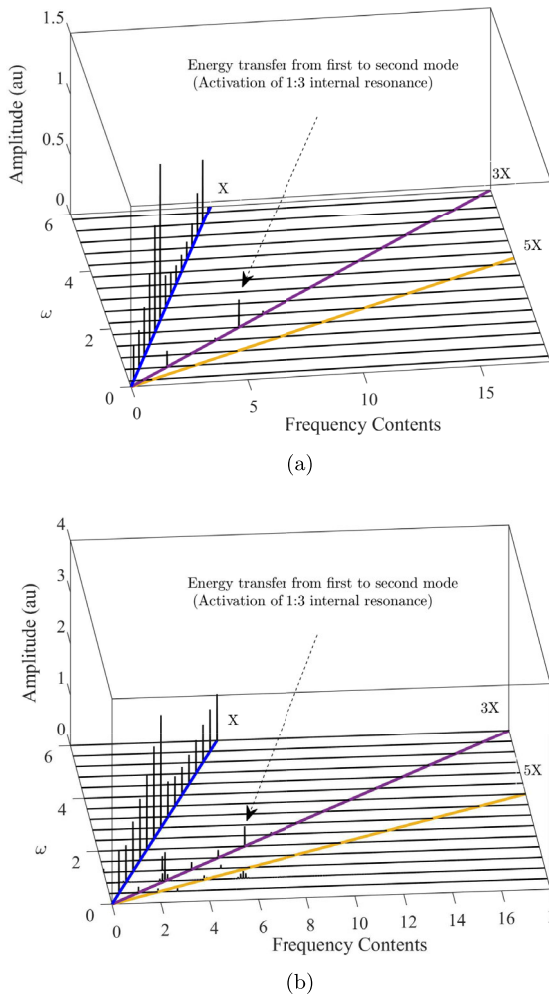 1.5
Energy transfer from first to second mode
(Activation of 1:3 internal resonance)
1
Amplitude (au)
0.5
3X
X
0
6
5X
4
ω
2
0
0
5
10
15
Frequency Contents
(a)
4
3
Energy transfer from first to second mode
(Activation of 1:3 internal resonance)
2
Amplitude (au)
1
X
3X
0
6
5X
4
ω
2
0
0
2
4
6
8
10
12
14
16
Frequency Contents
(b)